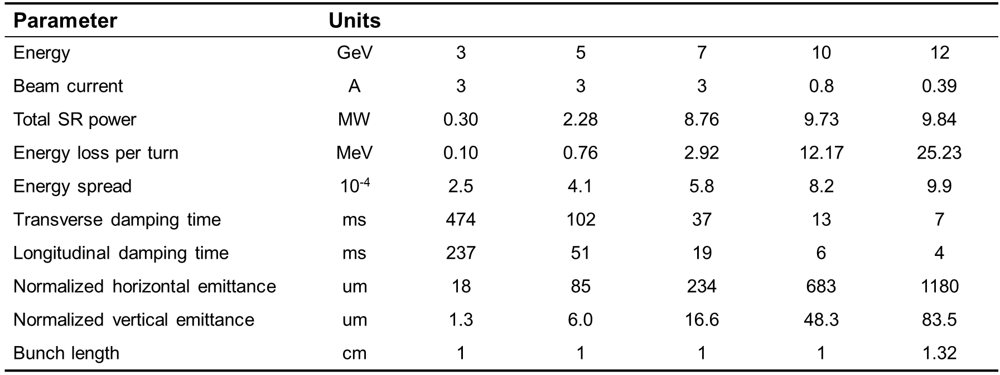 Parameter Units
Energy GeV 3 5 7 10 12
Beam current A 3 3 3 0.8 0.39
Total SR power MW 0.30 2.28 8.76 9.73 9.84
Energy loss per turn MeV 0.10 0.76 2.92 12.17 25.23
Energy spread 10⁻⁴ 2.5 4.1 5.8 8.2 9.9
Transverse damping time ms 474 102 37 13 7
Longitudinal damping time ms 237 51 19 6 4
Normalized horizontal emittance um 18 85 234 683 1180
Normalized vertical emittance um 1.3 6.0 16.6 48.3 83.5
Bunch length cm 1 1 1 1 1.32